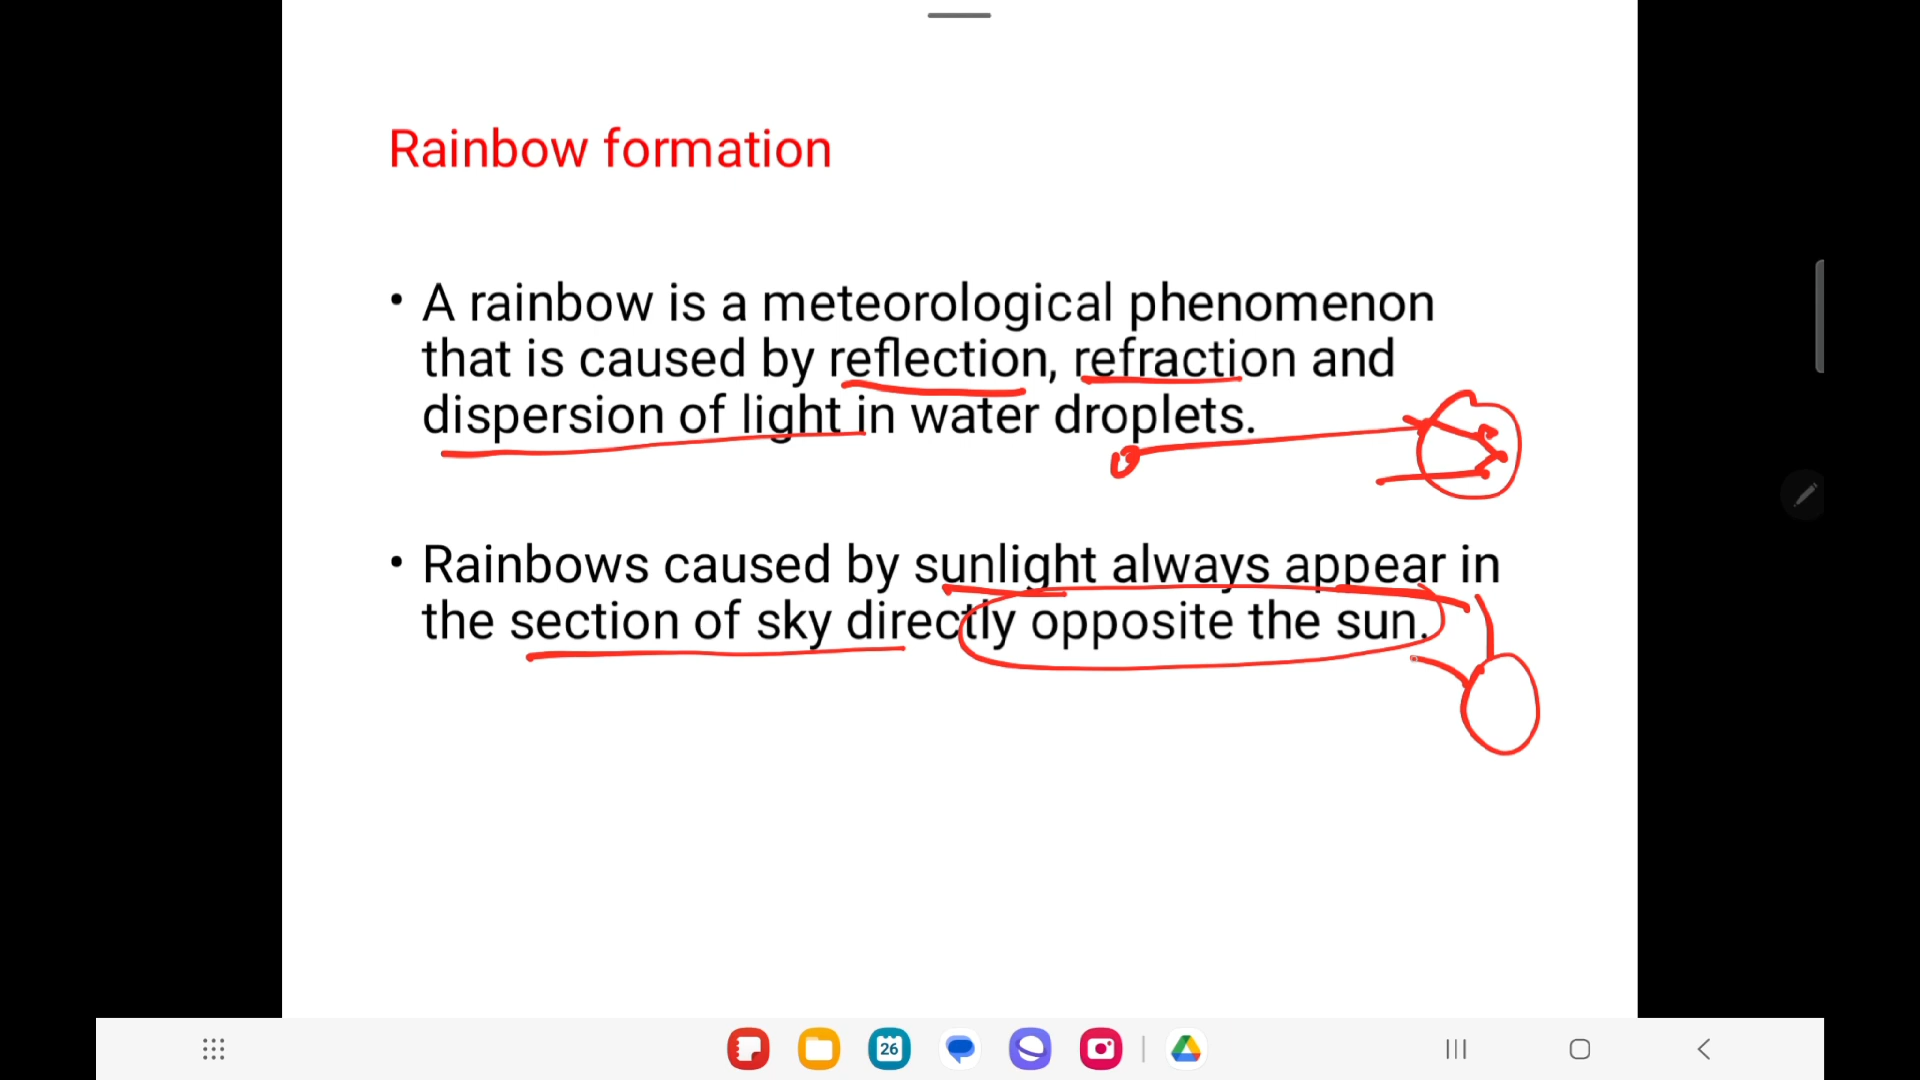 Rainbow formation
• A rainbow is a meteorological phenomenon
that is caused by reflection, refraction and
dispersion of light in water droplets.
• Rainbows caused by sunlight always appear in
the section of sky directly opposite the sun.
26